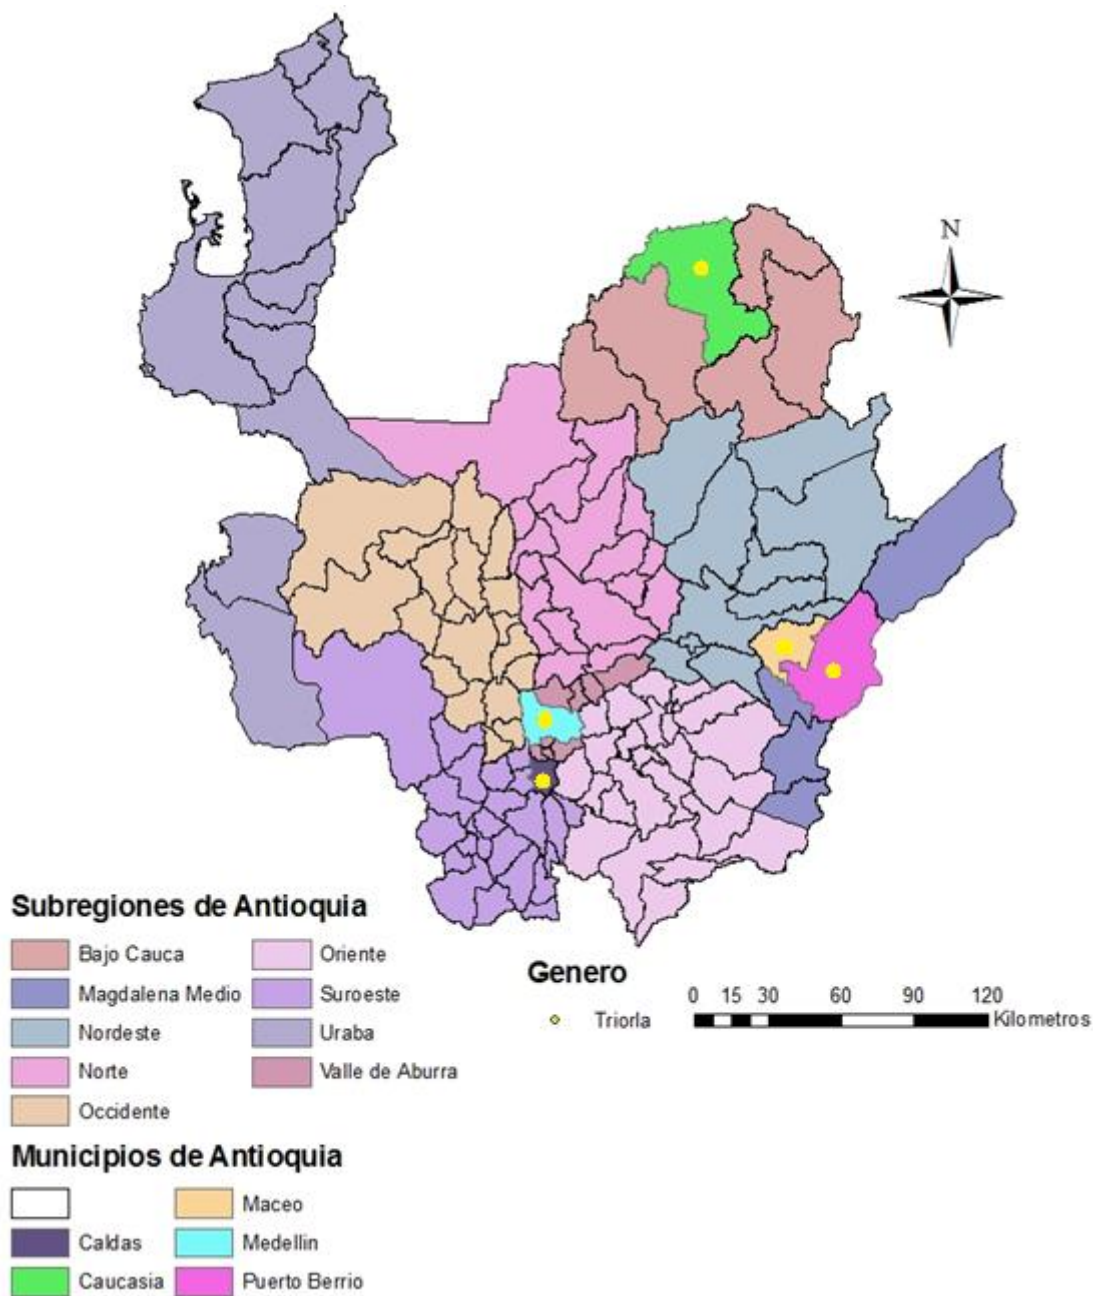 N
Subregiones de Antioquia
Bajo Cauca
Oriente
Magdalena Medio
Suroeste
Nordeste
Uraba
Norte
Valle de Aburra
Occidente
Genero
Triorla
0 15 30 60 90 120
Kilometros
Municipios de Antioquia
Maceo
Caldas
Medellin
Caucasia
Puerto Berrio